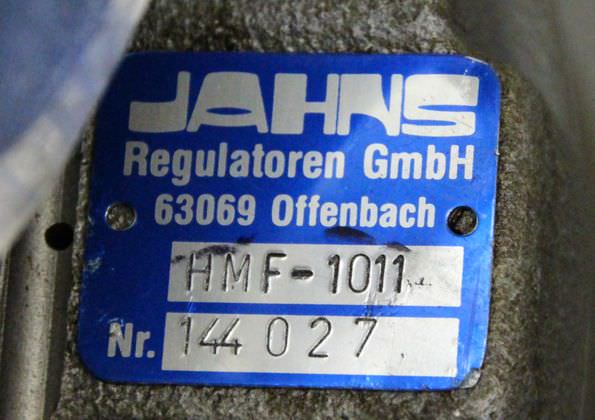 JAHNS
Regulatoren GmbH
63069 Offenbach
HMF-1011
Nr. 144 027